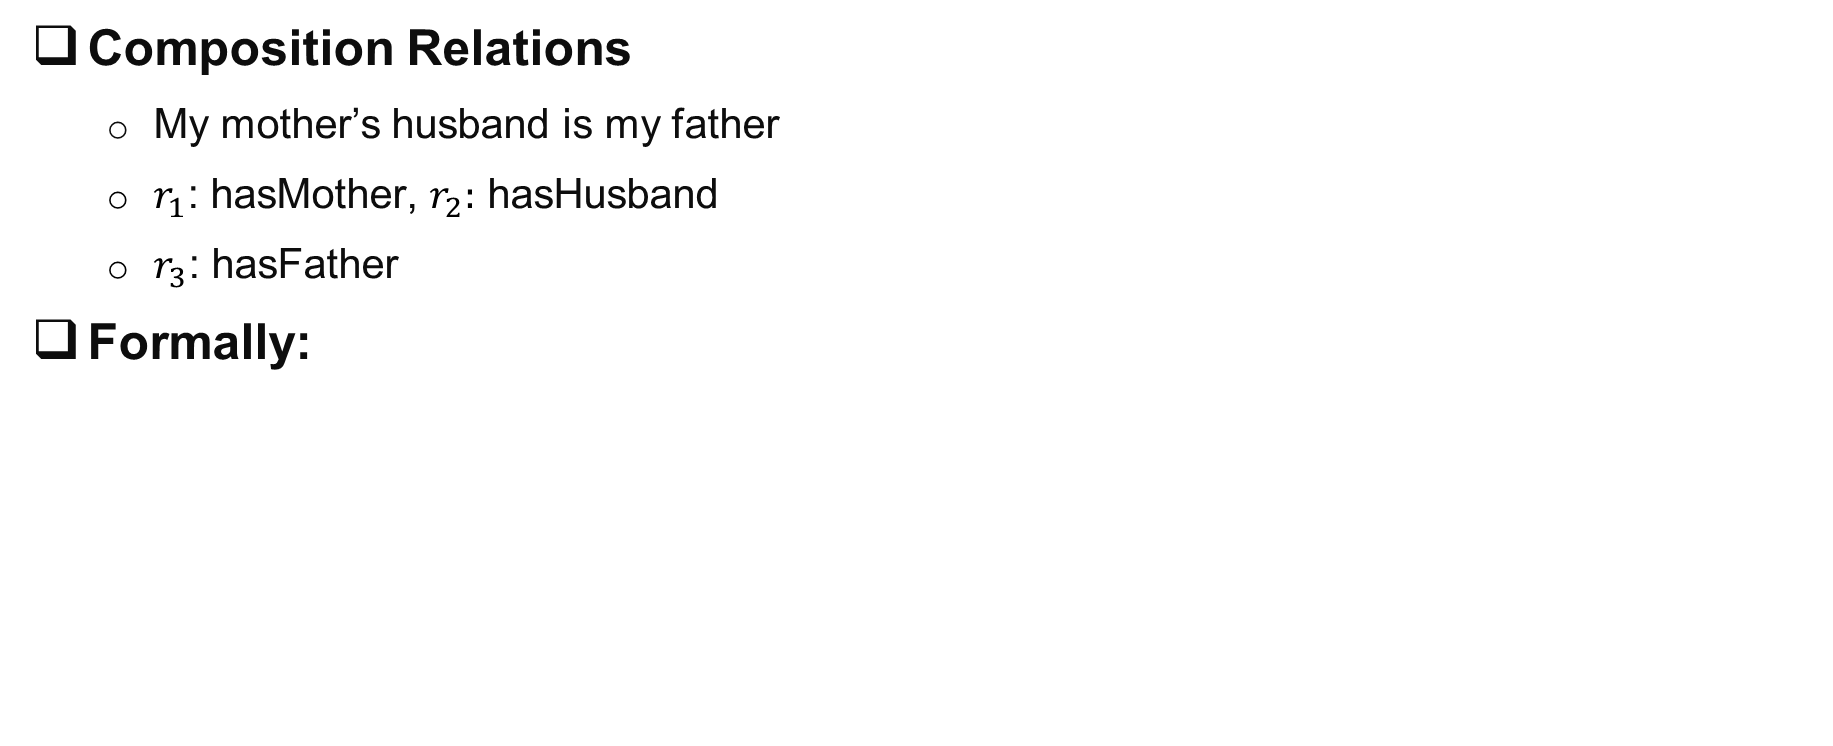 ❑ Composition Relations
○ My mother’s husband is my father
○ 𝑟₁: hasMother, 𝑟₂: hasHusband
○ 𝑟₃: hasFather
❑ Formally: